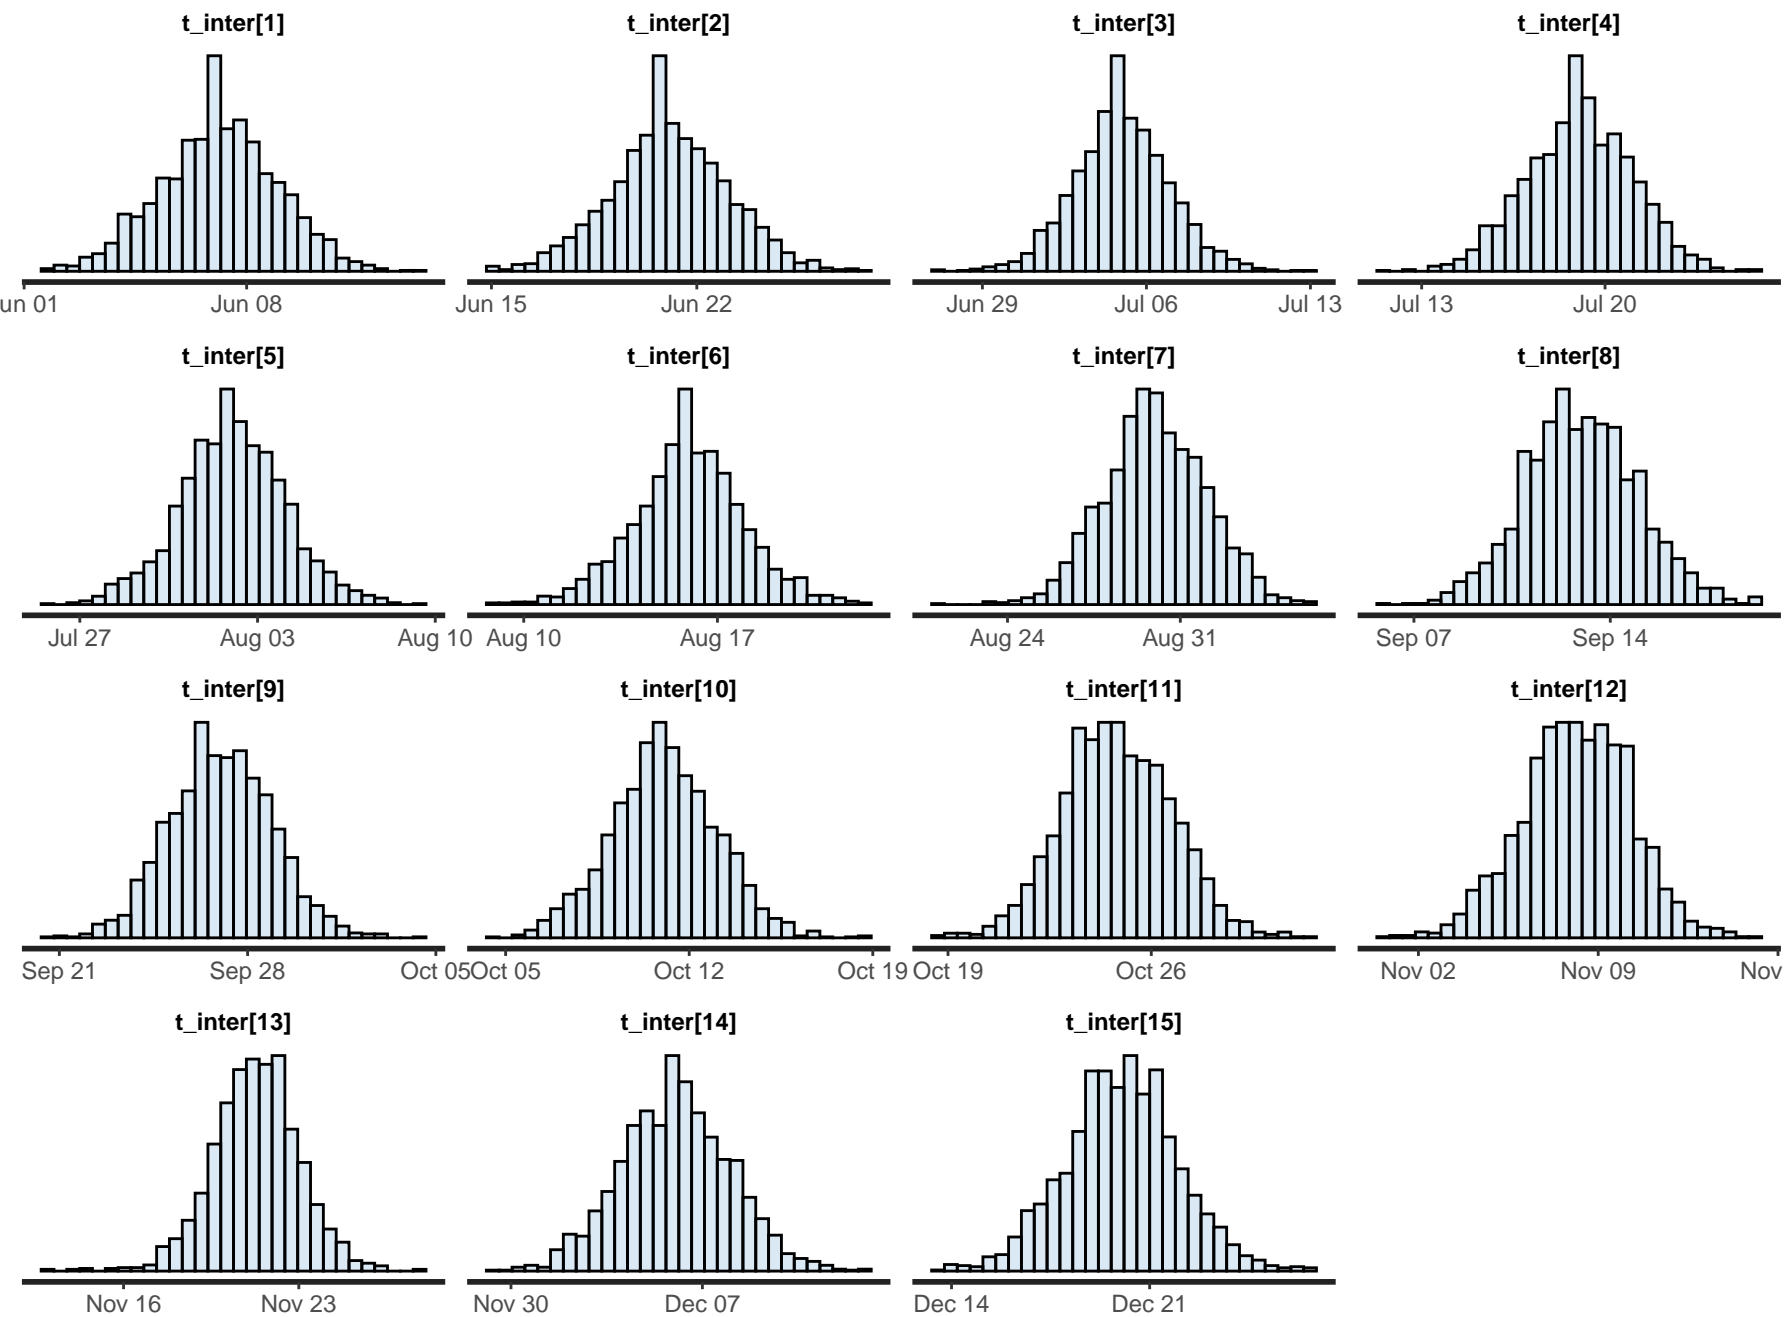 t_inter[1] t_inter[2] t_inter[3] t_inter[4]
un 01 Jun 08 Jun 15 Jun 22 Jun 29 Jul 06 Jul 13 Jul 13 Jul 20
t_inter[5] t_inter[6] t_inter[7] t_inter[8]
Jul 27 Aug 03 Aug 10 Aug 10 Aug 17 Aug 24 Aug 31 Sep 07 Sep 14
t_inter[9] t_inter[10] t_inter[11] t_inter[12]
Sep 21 Sep 28 Oct 05 Oct 05 Oct 12 Oct 19 Oct 19 Oct 26 Nov 02 Nov 09 Nov
t_inter[13] t_inter[14] t_inter[15]
Nov 16 Nov 23 Nov 30 Dec 07 Dec 14 Dec 21